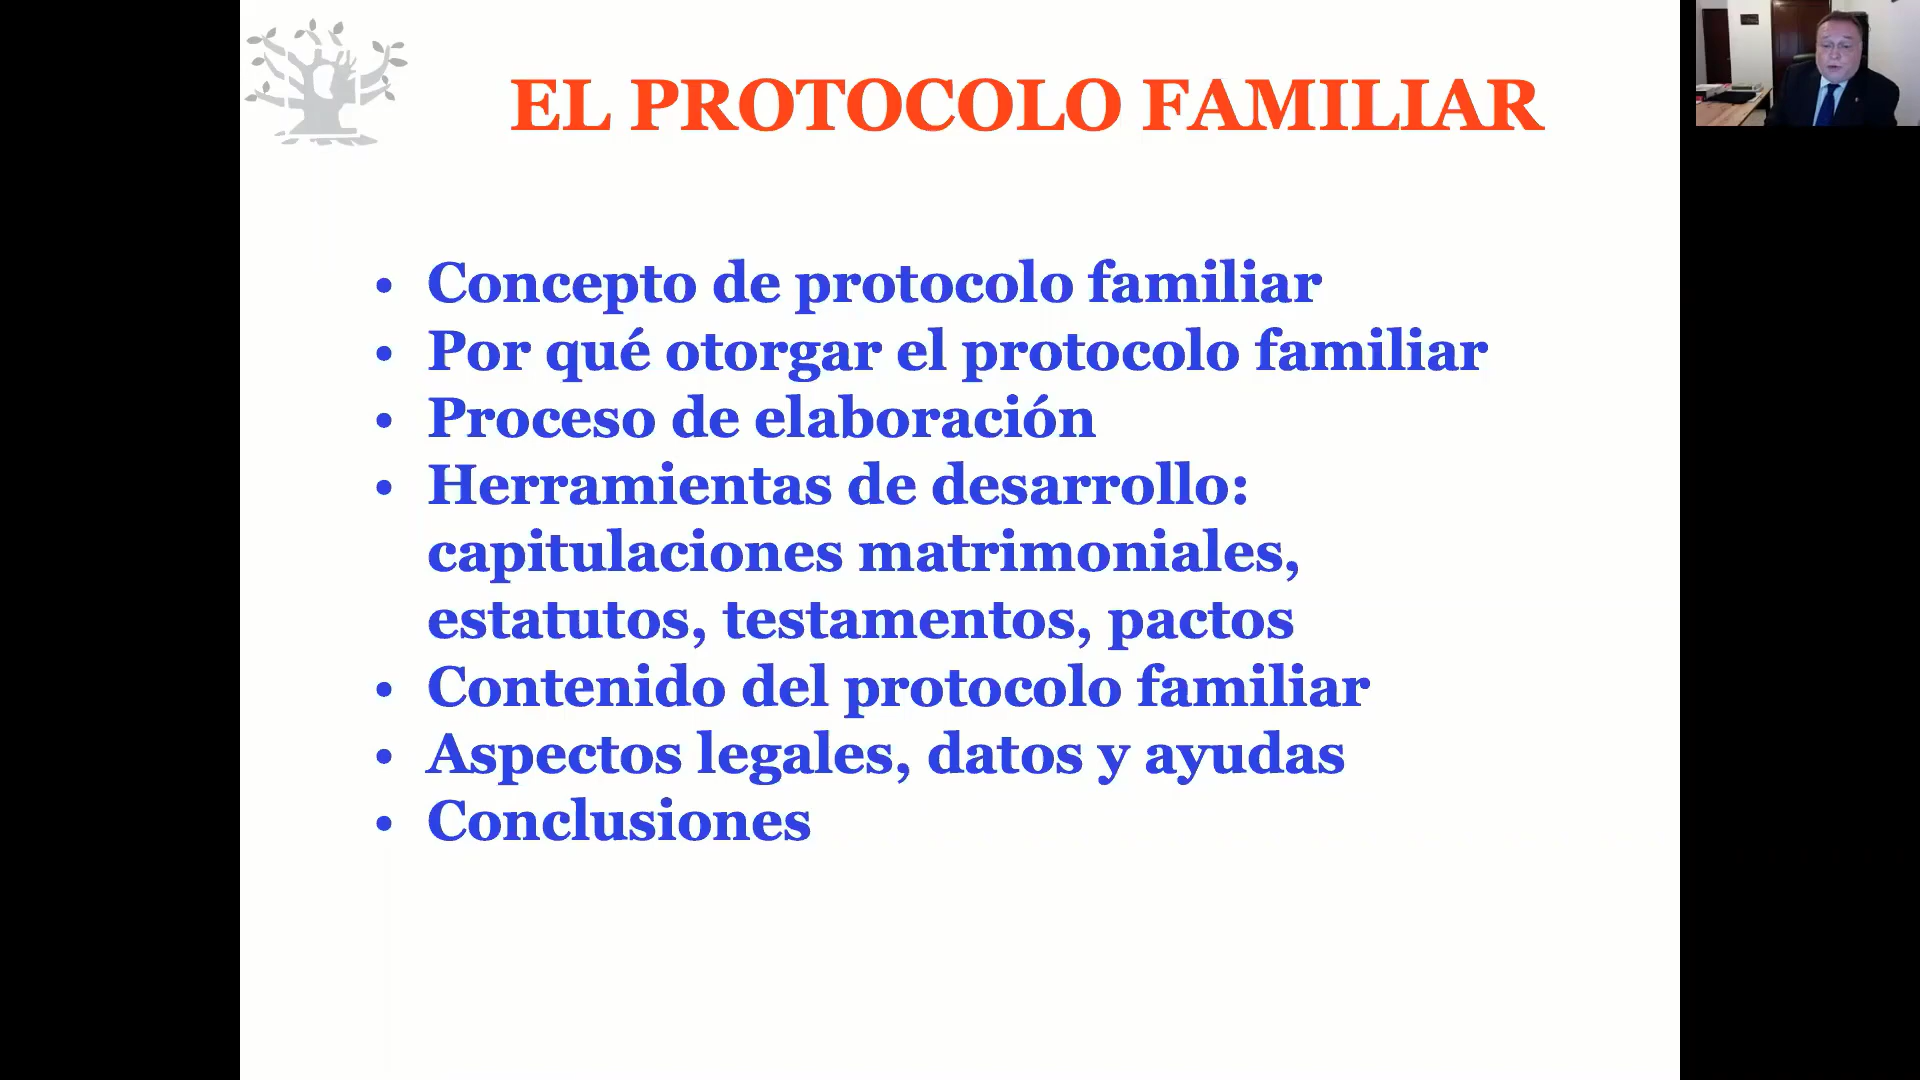 EL PROTOCOLO FAMILIAR
• Concepto de protocolo familiar
• Por qué otorgar el protocolo familiar
• Proceso de elaboración
• Herramientas de desarrollo:
capitulaciones matrimoniales,
estatutos, testamentos, pactos
• Contenido del protocolo familiar
• Aspectos legales, datos y ayudas
• Conclusiones